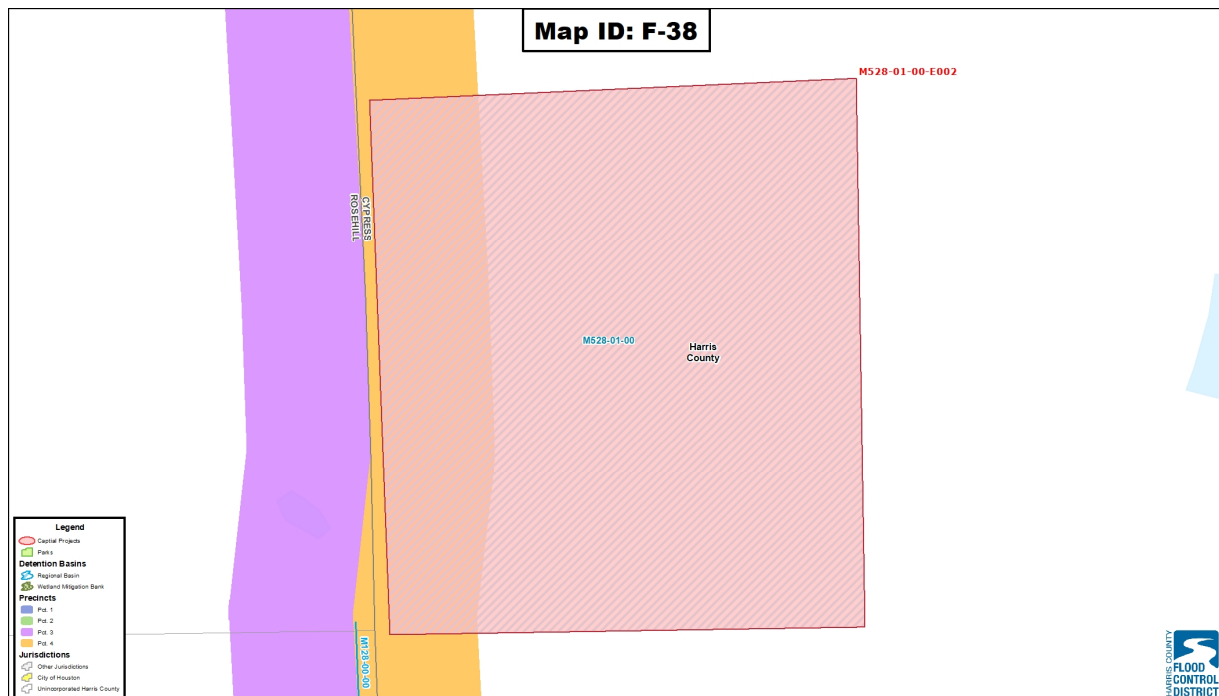 Map ID: F-38
M528-01-00-E002
CYPRESS
ROSEHILL
M528-01-00
Harris
County
Legend
Captial Projects
Parks
Detention Basins
Regional Basin
Wetland Mitigation Bank
Precincts
Pct. 1
Pct. 2
Pct. 3
Pct. 4
Jurisdictions
Other Jurisdictions
City of Houston
Unincorporated Harris County
M128-00-00
HARRIS COUNTY
FLOOD
CONTROL
DISTRICT